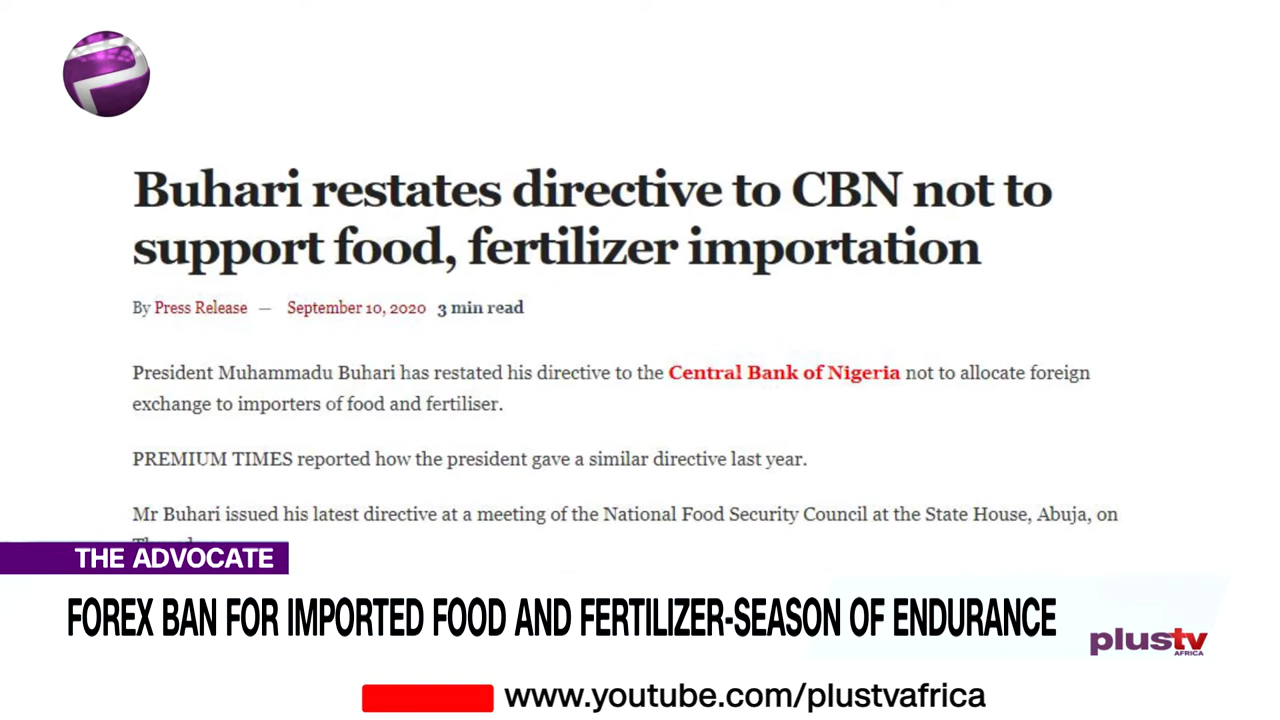 Buhari restates directive to CBN not to
support food, fertilizer importation
By Press Release — September 10, 2020 3 min read
President Muhammadu Buhari has restated his directive to the Central Bank of Nigeria not to allocate foreign
exchange to importers of food and fertiliser.
PREMIUM TIMES reported how the president gave a similar directive last year.
Mr Buhari issued his latest directive at a meeting of the National Food Security Council at the State House, Abuja, on
THE ADVOCATE
FOREX BAN FOR IMPORTED FOOD AND FERTILIZER-SEASON OF ENDURANCE
plustv
AFRICA
www.youtube.com/plustvafrica